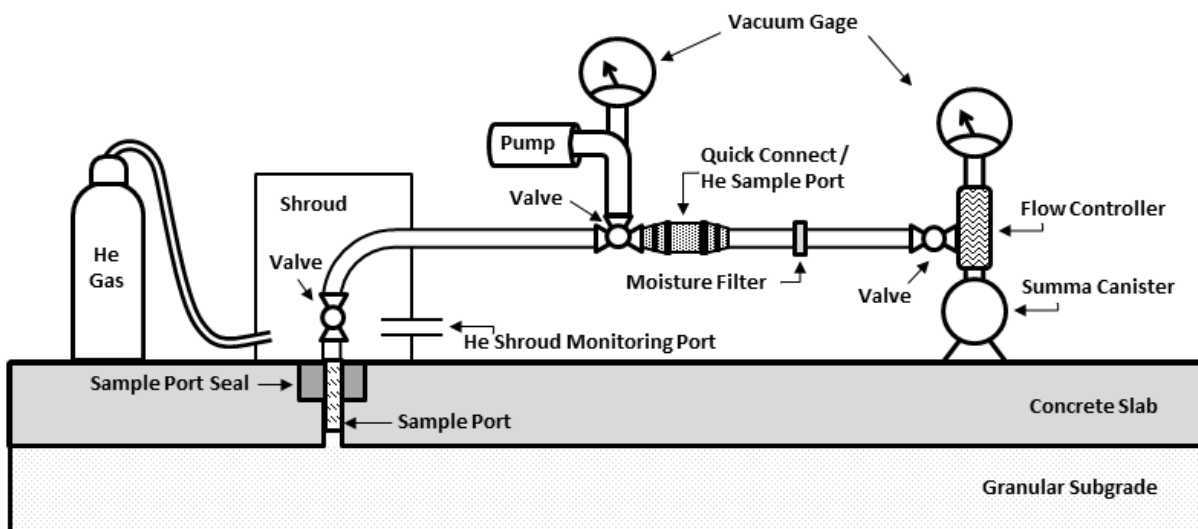 Vacuum Gage
Pump
Quick Connect/
He Sample Port
Shroud
Valve
Flow Controller
He
Gas
Valve
Moisture Filter
Valve
Summa Canister
He Shroud Monitoring Port
Sample Port Seal
Sample Port
Concrete Slab
Granular Subgrade